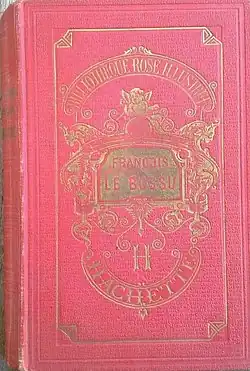 BIBLIOTHÈQUE ROSE ILLUSTRÉE
FRANÇOIS
LE BOSSU
H
HACHETTE